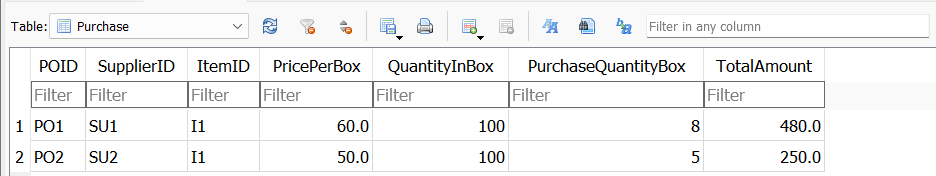 Table: Purchase Filter in any column
POID SupplierID ItemID PricePerBox QuantityInBox PurchaseQuantityBox TotalAmount
Filter Filter Filter Filter Filter Filter Filter
1 PO1 SU1 I1 60.0 100 8 480.0
2 PO2 SU2 I1 50.0 100 5 250.0